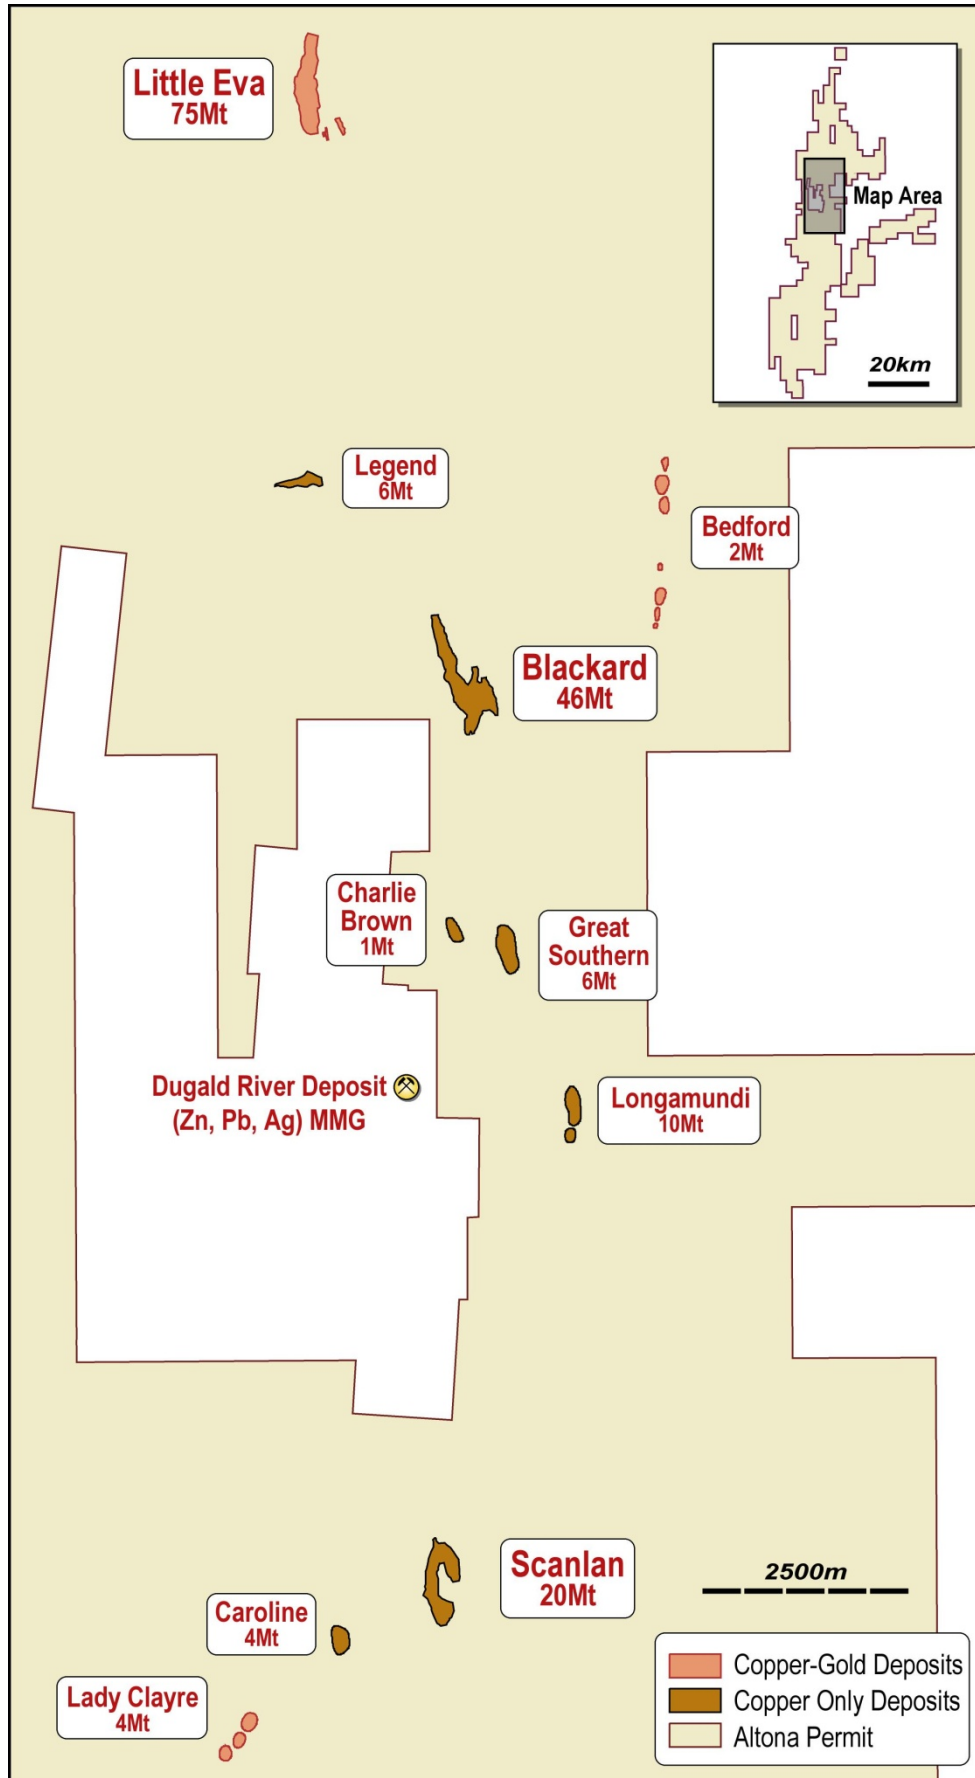 Little Eva
75Mt
Map Area
20km
Legend
6Mt
Bedford
2Mt
Blackard
46Mt
Charlie
Brown
1Mt
Great
Southern
6Mt
Dugald River Deposit
(Zn, Pb, Ag) MMG
Longamundi
10Mt
Scanlan
20Mt
2500m
Caroline
4Mt
Lady Clayre
4Mt
Copper-Gold Deposits
Copper Only Deposits
Altona Permit